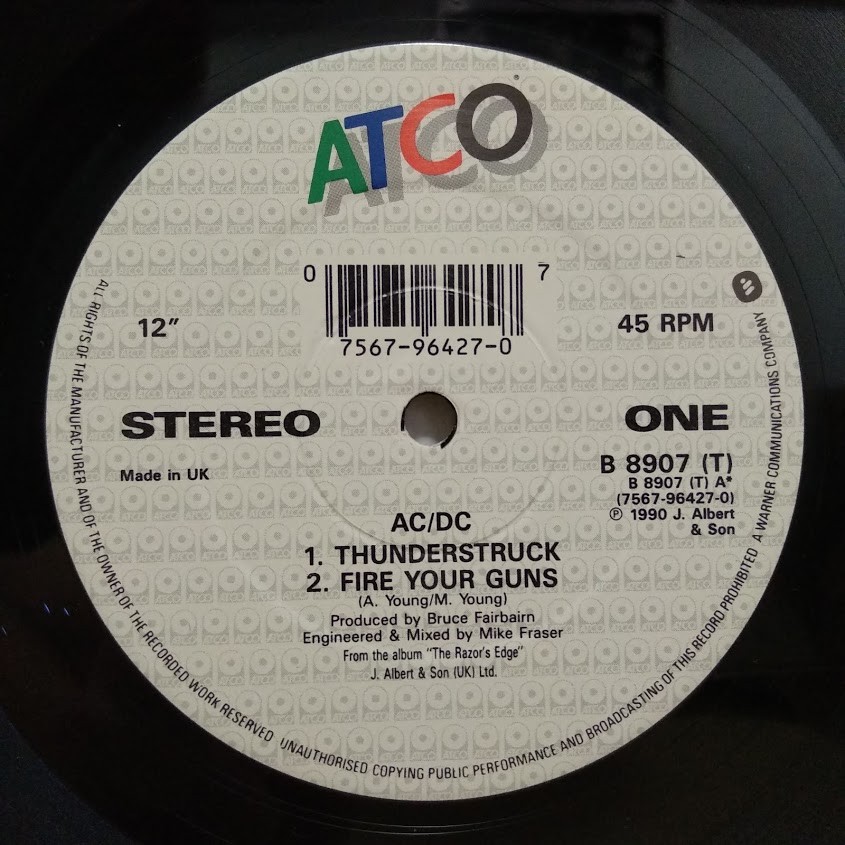 ATCO
0 7
7567-96427-0
12"
45 RPM
STEREO
ONE
Made in UK
B 8907 (T)
B 8907 (T) A*
(7567-96427-0)
℗ 1990 J. Albert
& Son
AC/DC
1. THUNDERSTRUCK
2. FIRE YOUR GUNS
(A. Young/M. Young)
Produced by Bruce Fairbairn
Engineered & Mixed by Mike Fraser
From the album "The Razor's Edge"
J. Albert & Son (UK) Ltd.
ALL RIGHTS OF THE MANUFACTURER AND OF THE OWNER OF THE RECORDED WORK RESERVED UNAUTHORISED COPYING PUBLIC PERFORMANCE AND BROADCASTING OF THIS RECORD PROHIBITED A WARNER COMMUNICATIONS COMPANY